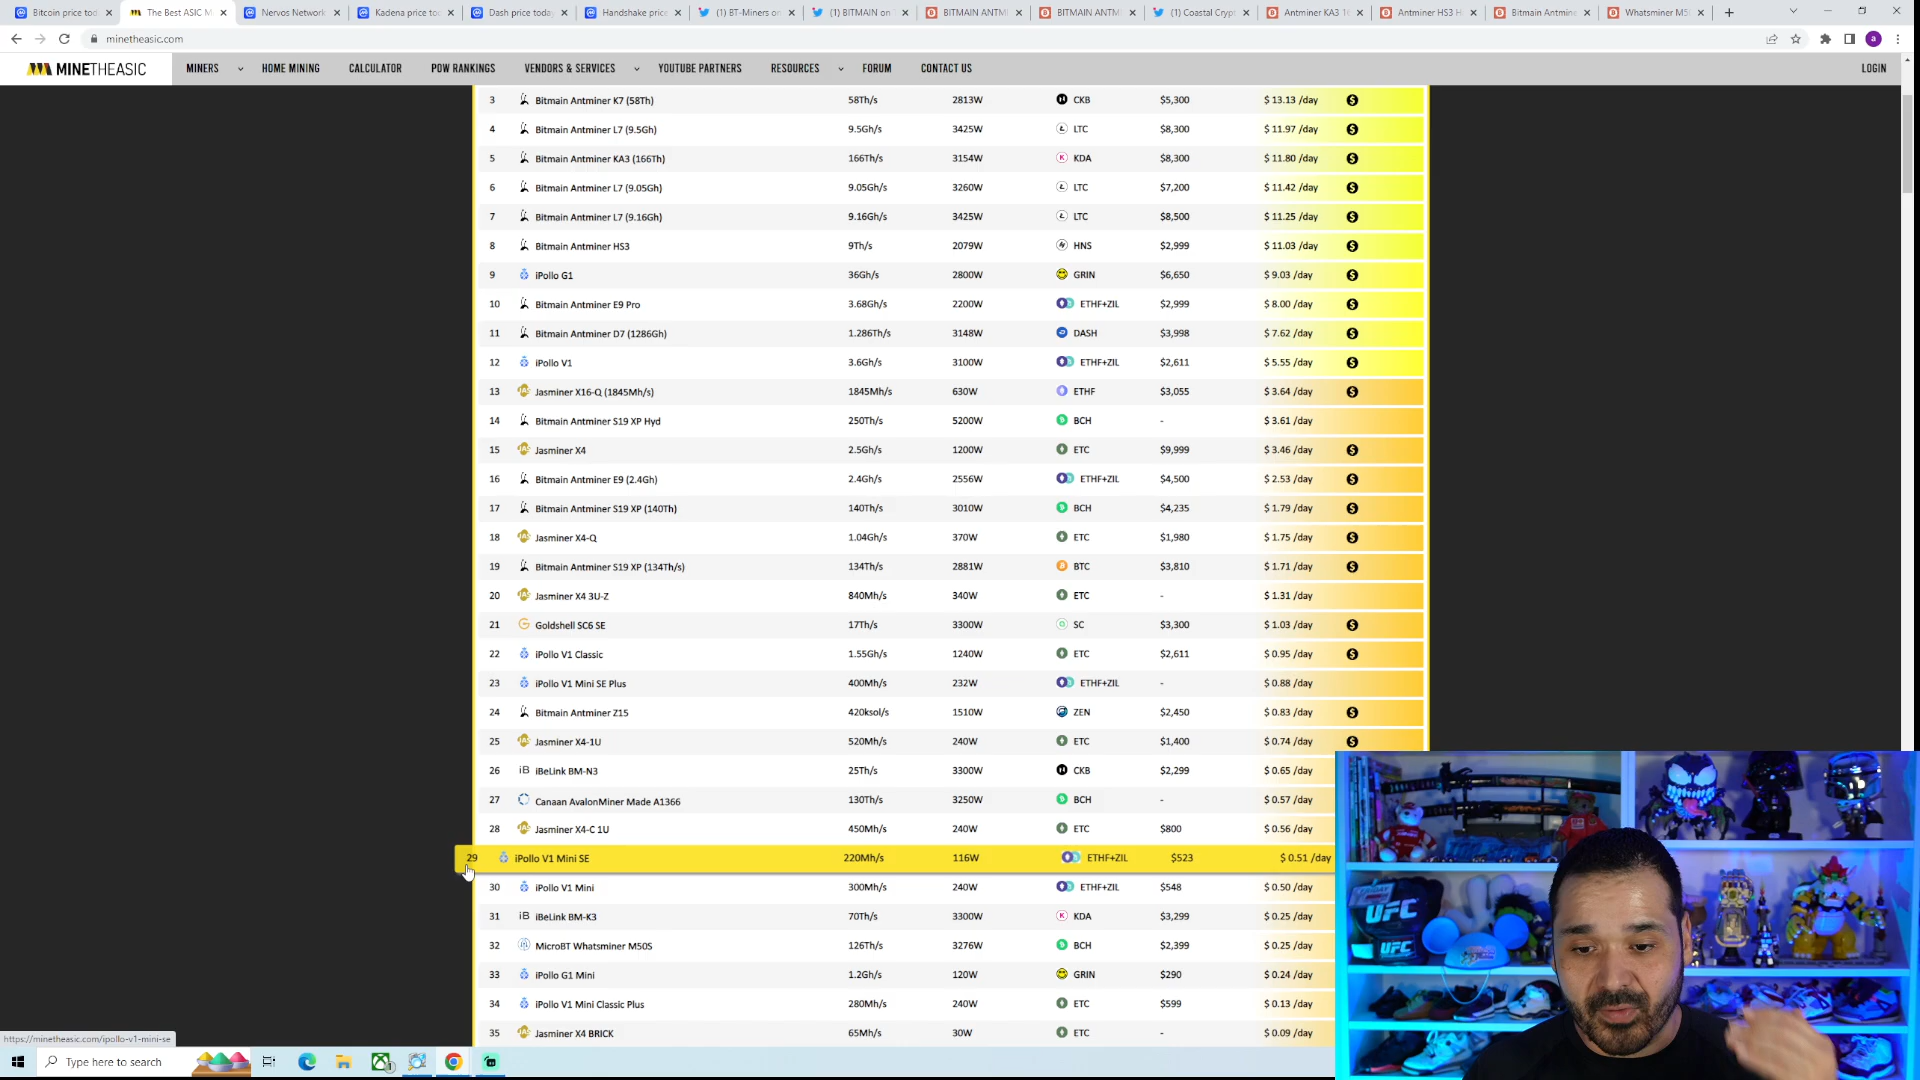 Bitcoin price tod
The Best ASIC M
Nervos Network
Kadena price tod
Dash price today
Handshake price
(1) BT-Miners on
(1) BITMAIN on T
BITMAIN ANTM
BITMAIN ANTM
(1) Coastal Crypt
Antminer KA3 16
Antminer HS3 H
Bitmain Antmine
Whatsminer M5
minetheasic.com
MINETHEASIC
MINERS
HOME MINING
CALCULATOR
POW RANKINGS
VENDORS & SERVICES
YOUTUBE PARTNERS
RESOURCES
FORUM
CONTACT US
LOGIN
3 Bitmain Antminer K7 (58Th) 58Th/s 2813W CKB $5,300 $ 13.13 /day
4 Bitmain Antminer L7 (9.5Gh) 9.5Gh/s 3425W LTC $8,300 $ 11.97 /day
5 Bitmain Antminer KA3 (166Th) 166Th/s 3154W KDA $8,300 $ 11.80 /day
6 Bitmain Antminer L7 (9.05Gh) 9.05Gh/s 3260W LTC $7,200 $ 11.42 /day
7 Bitmain Antminer L7 (9.16Gh) 9.16Gh/s 3425W LTC $8,500 $ 11.25 /day
8 Bitmain Antminer HS3 9Th/s 2079W HNS $2,999 $ 11.03 /day
9 iPollo G1 36Gh/s 2800W GRIN $6,650 $ 9.03 /day
10 Bitmain Antminer E9 Pro 3.68Gh/s 2200W ETHF+ZIL $2,999 $ 8.00 /day
11 Bitmain Antminer D7 (1286Gh) 1.286Th/s 3148W DASH $3,998 $ 7.62 /day
12 iPollo V1 3.6Gh/s 3100W ETHF+ZIL $2,611 $ 5.55 /day
13 Jasminer X16-Q (1845Mh/s) 1845Mh/s 630W ETHF $3,055 $ 3.64 /day
14 Bitmain Antminer S19 XP Hyd 250Th/s 5200W BCH - $ 3.61 /day
15 Jasminer X4 2.5Gh/s 1200W ETC $9,999 $ 3.46 /day
16 Bitmain Antminer E9 (2.4Gh) 2.4Gh/s 2556W ETHF+ZIL $4,500 $ 2.53 /day
17 Bitmain Antminer S19 XP (140Th) 140Th/s 3010W BCH $4,235 $ 1.79 /day
18 Jasminer X4-Q 1.04Gh/s 370W ETC $1,980 $ 1.75 /day
19 Bitmain Antminer S19 XP (134Th/s) 134Th/s 2881W BTC $3,810 $ 1.71 /day
20 Jasminer X4 3U-Z 840Mh/s 340W ETC - $ 1.31 /day
21 Goldshell SC6 SE 17Th/s 3300W SC $3,300 $ 1.03 /day
22 iPollo V1 Classic 1.55Gh/s 1240W ETC $2,611 $ 0.95 /day
23 iPollo V1 Mini SE Plus 400Mh/s 232W ETHF+ZIL - $ 0.88 /day
24 Bitmain Antminer Z15 420ksol/s 1510W ZEN $2,450 $ 0.83 /day
25 Jasminer X4-1U 520Mh/s 240W ETC $1,400 $ 0.74 /day
26 iB iBeLink BM-N3 25Th/s 3300W CKB $2,299 $ 0.65 /day
27 Canaan AvalonMiner Made A1366 130Th/s 3250W BCH - $ 0.57 /day
28 Jasminer X4-C 1U 450Mh/s 240W ETC $800 $ 0.56 /day
29 iPollo V1 Mini SE 220Mh/s 116W ETHF+ZIL $523 $ 0.51 /day
30 iPollo V1 Mini 300Mh/s 240W ETHF+ZIL $548 $ 0.50 /day
31 iB iBeLink BM-K3 70Th/s 3300W KDA $3,299 $ 0.25 /day
32 MicroBT Whatsminer M50S 126Th/s 3276W BCH $2,399 $ 0.25 /day
33 iPollo G1 Mini 1.2Gh/s 120W GRIN $290 $ 0.24 /day
34 iPollo V1 Mini Classic Plus 280Mh/s 240W ETC $599 $ 0.13 /day
35 Jasminer X4 BRICK 65Mh/s 30W ETC - $ 0.09 /day
https://minetheasic.com/ipollo-v1-mini-se
Type here to search
UFC
UFC